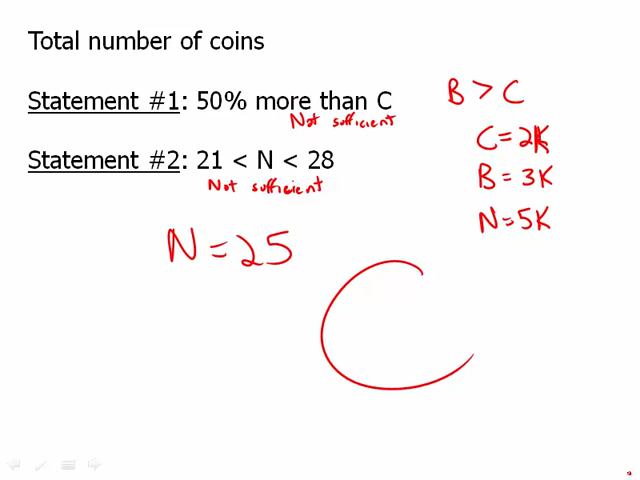 Total number of coins
Statement #1: 50% more than C
Not sufficient
B > C
C = 2K
Statement #2: 21 < N < 28
Not sufficient
B = 3K
N = 5K
N = 25
C